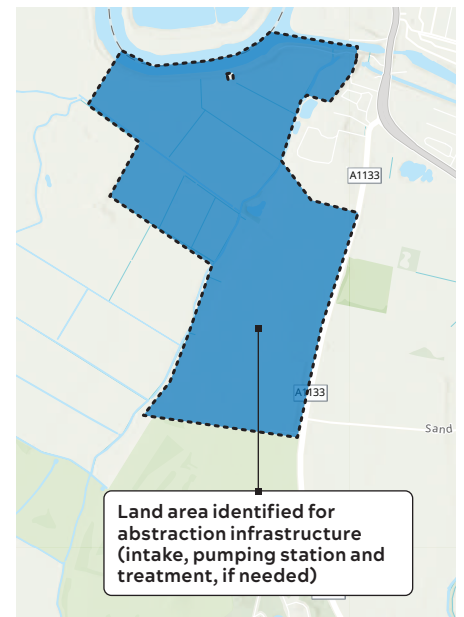 A1133
A1133
Sand
Land area identified for
abstraction infrastructure
(intake, pumping station and
treatment, if needed)